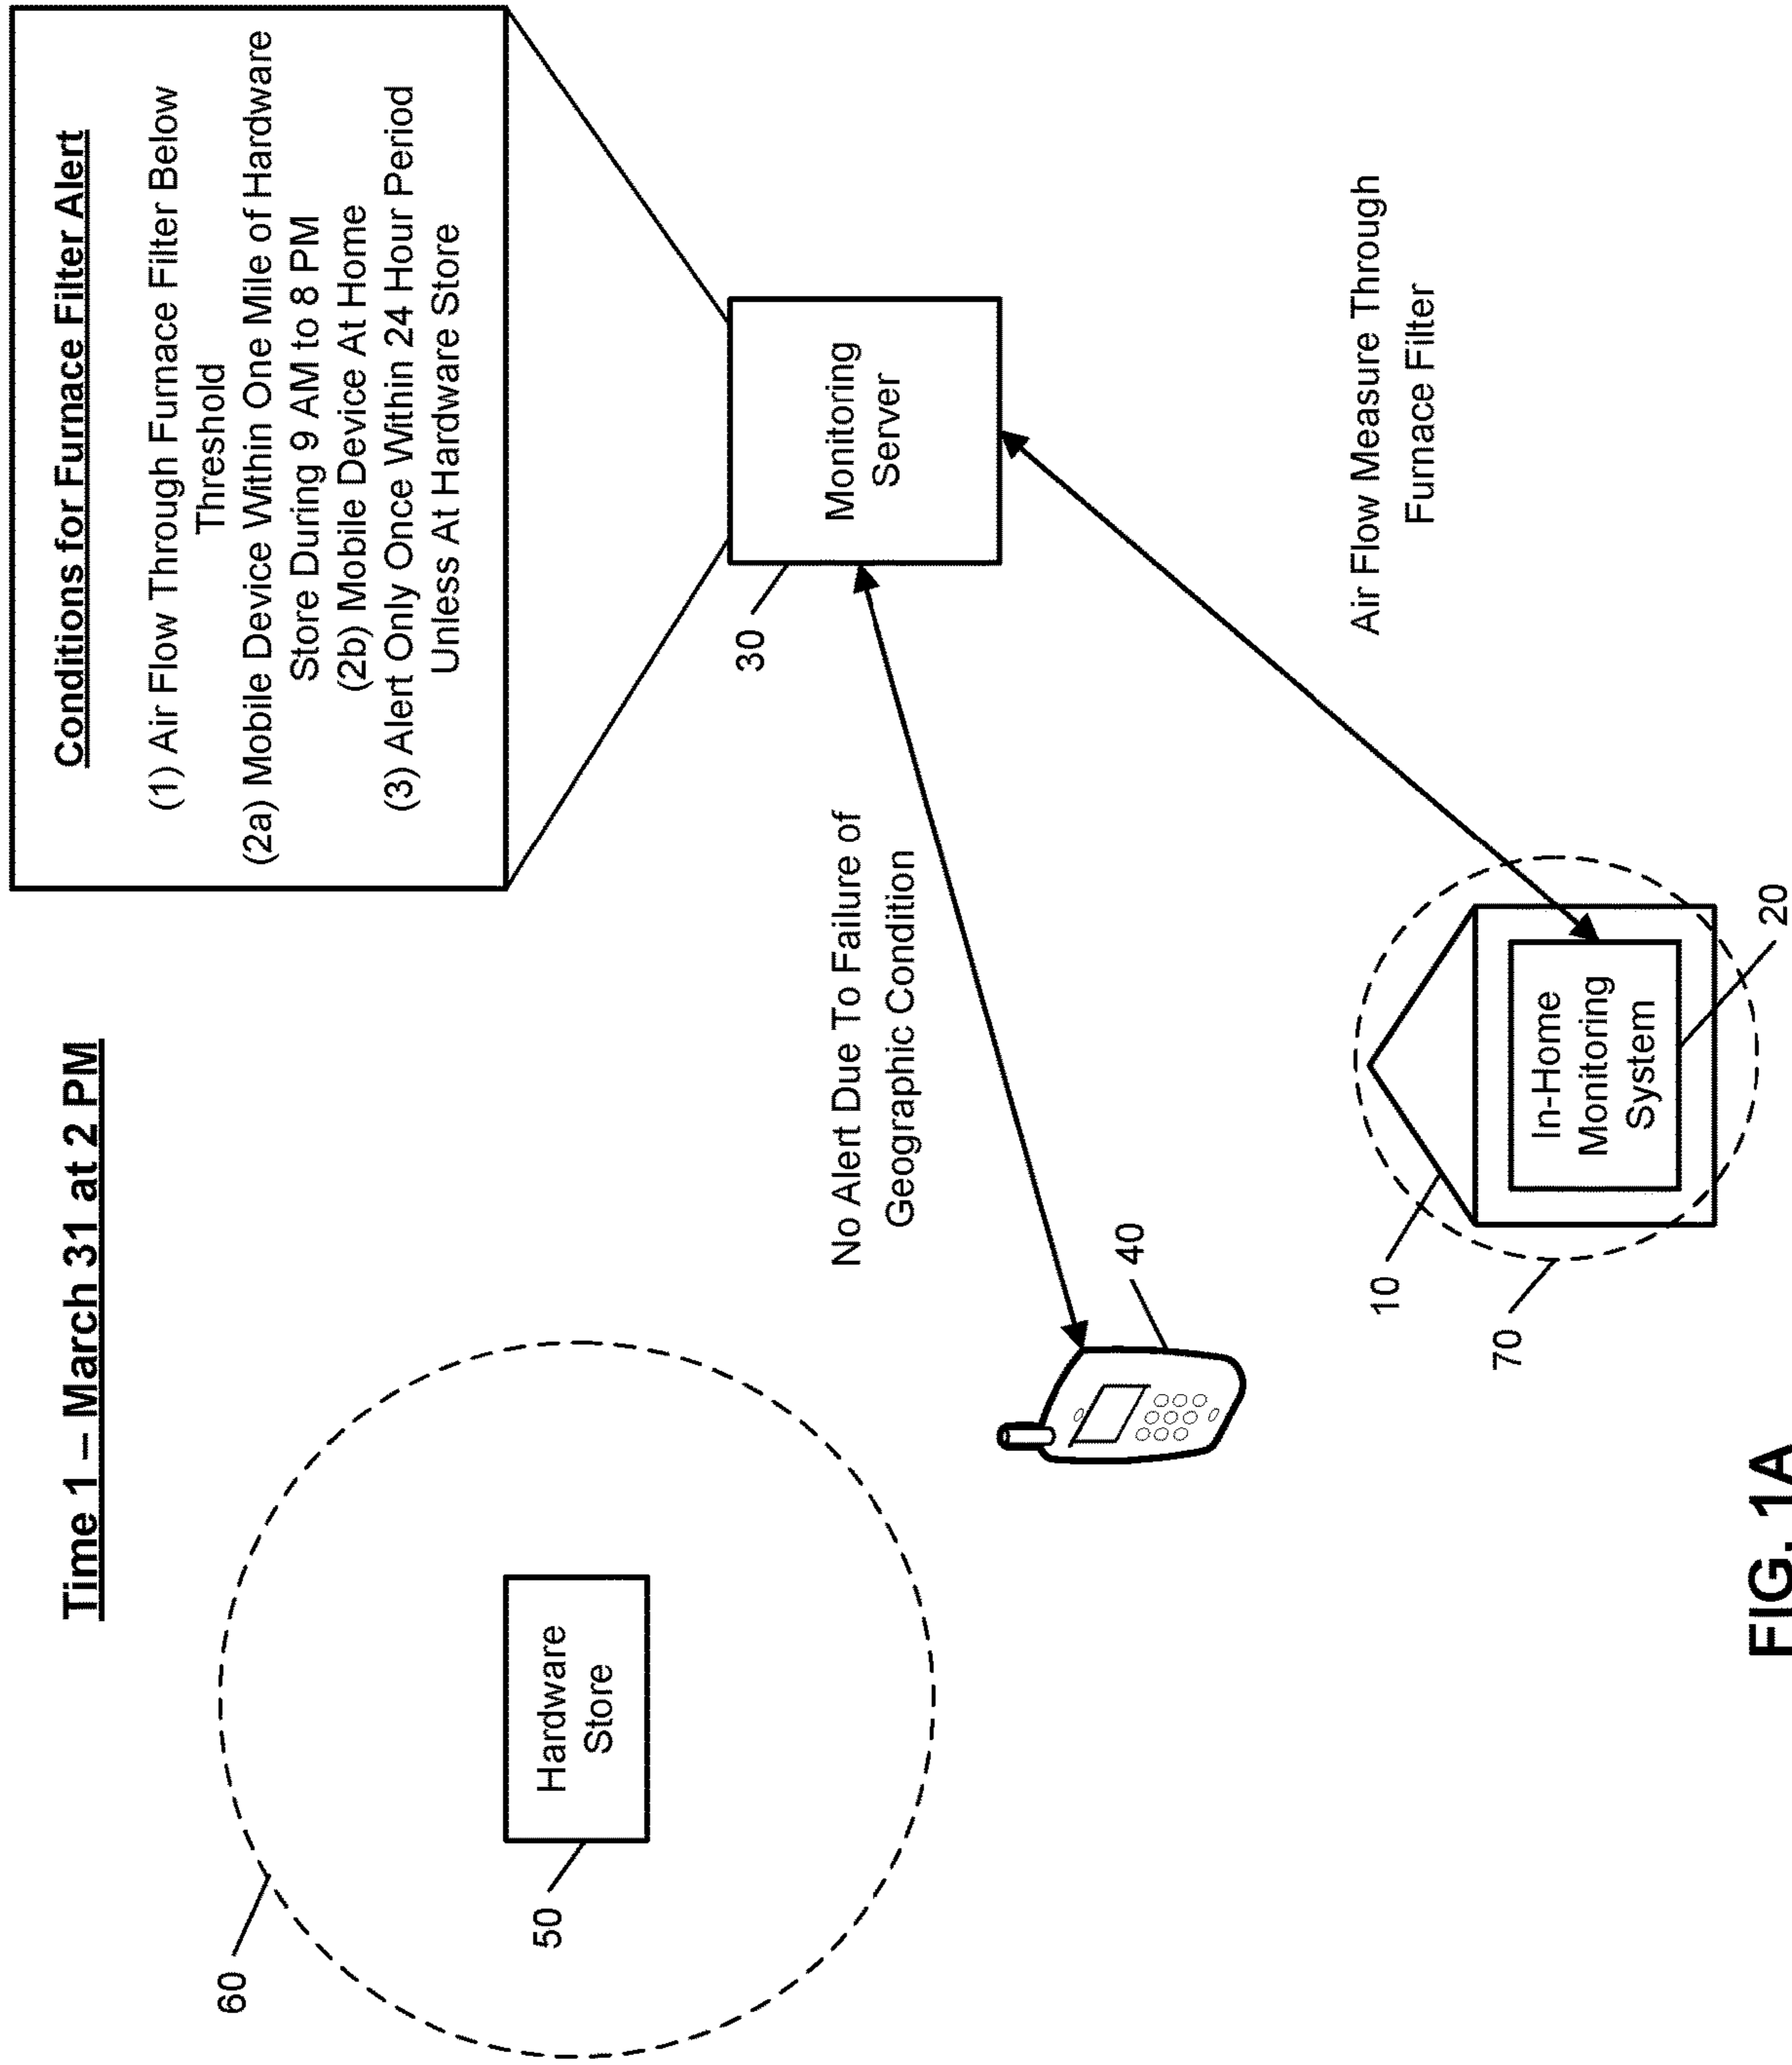 Time 1 – March 31 at 2 PM
Conditions for Furnace Filter Alert
(1) Air Flow Through Furnace Filter Below
Threshold
(2a) Mobile Device Within One Mile of Hardware
Store During 9 AM to 8 PM
(2b) Mobile Device At Home
(3) Alert Only Once Within 24 Hour Period
Unless At Hardware Store
60
Hardware
Store
50
Monitoring
Server
30
No Alert Due To Failure of
Geographic Condition
40
Air Flow Measure Through
Furnace Filter
10
70
In-Home
Monitoring
System
20
FIG. 1A